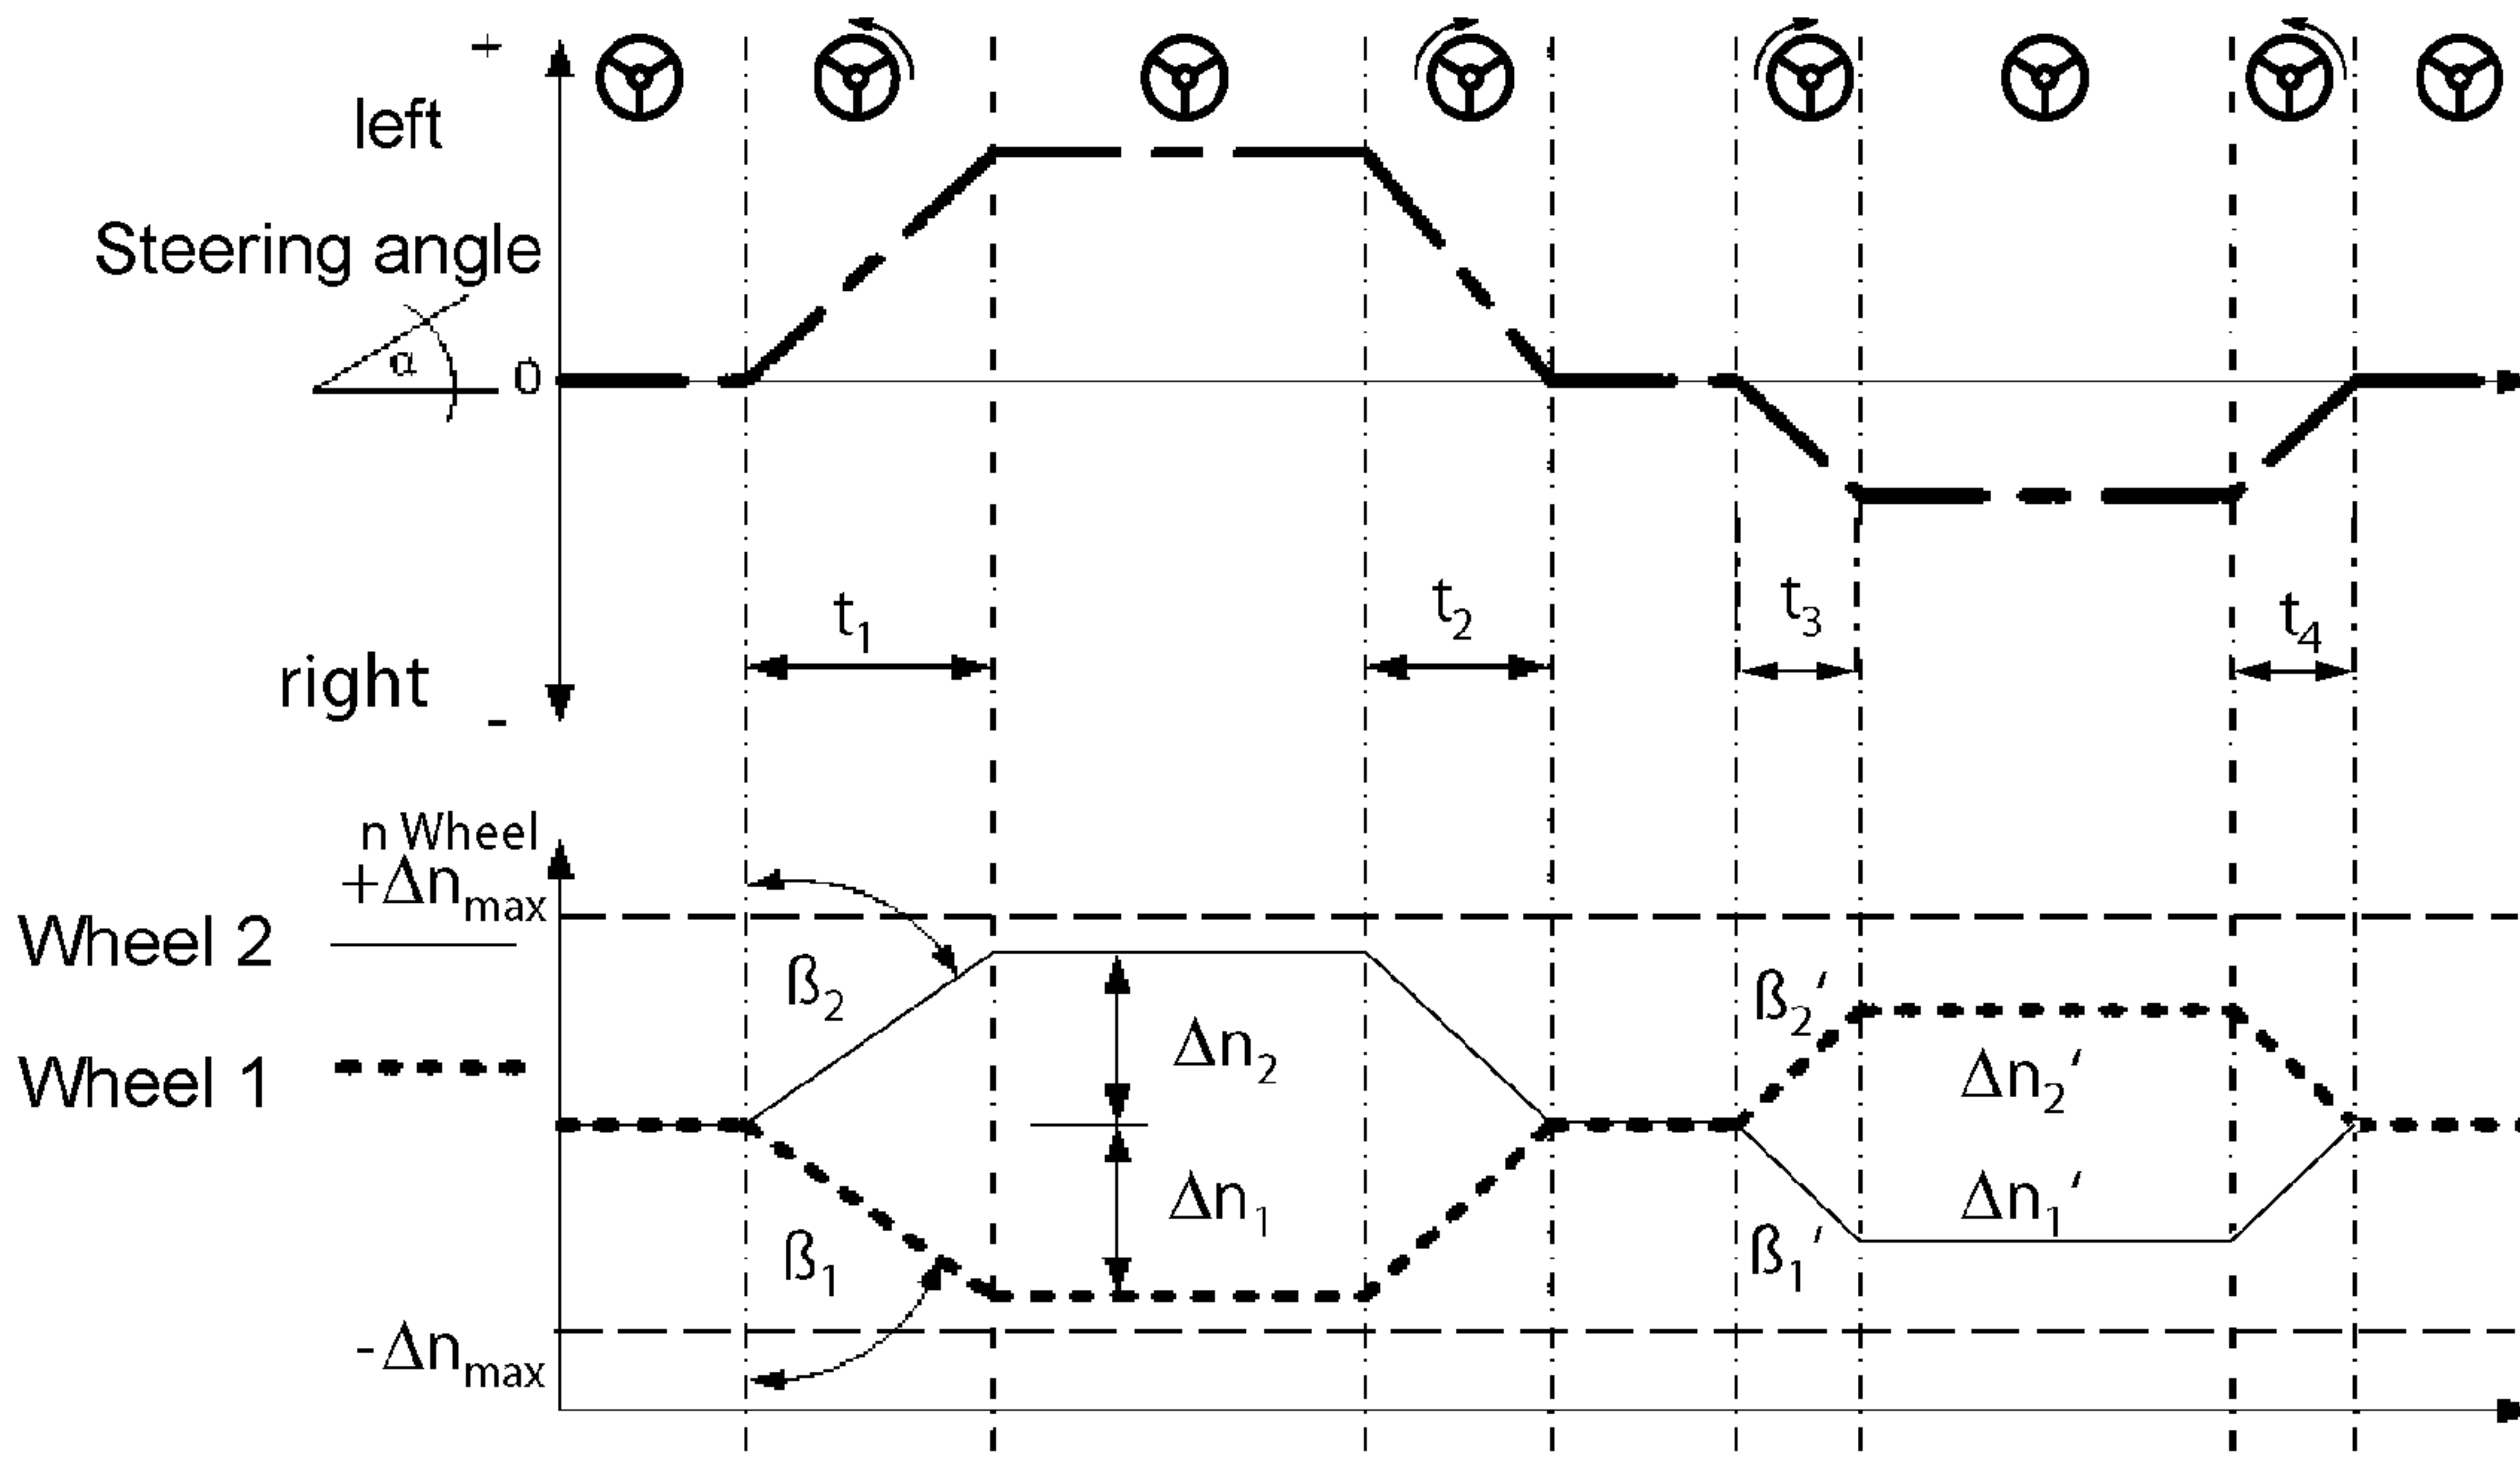 +
left
Steering angle
α
0
t1
t2
t3
t4
right
-
n Wheel
+Δnmax
Wheel 2
ß2
Δn2
ß2′
Δn2′
Wheel 1
ß1
Δn1
ß1′
Δn1′
-Δnmax